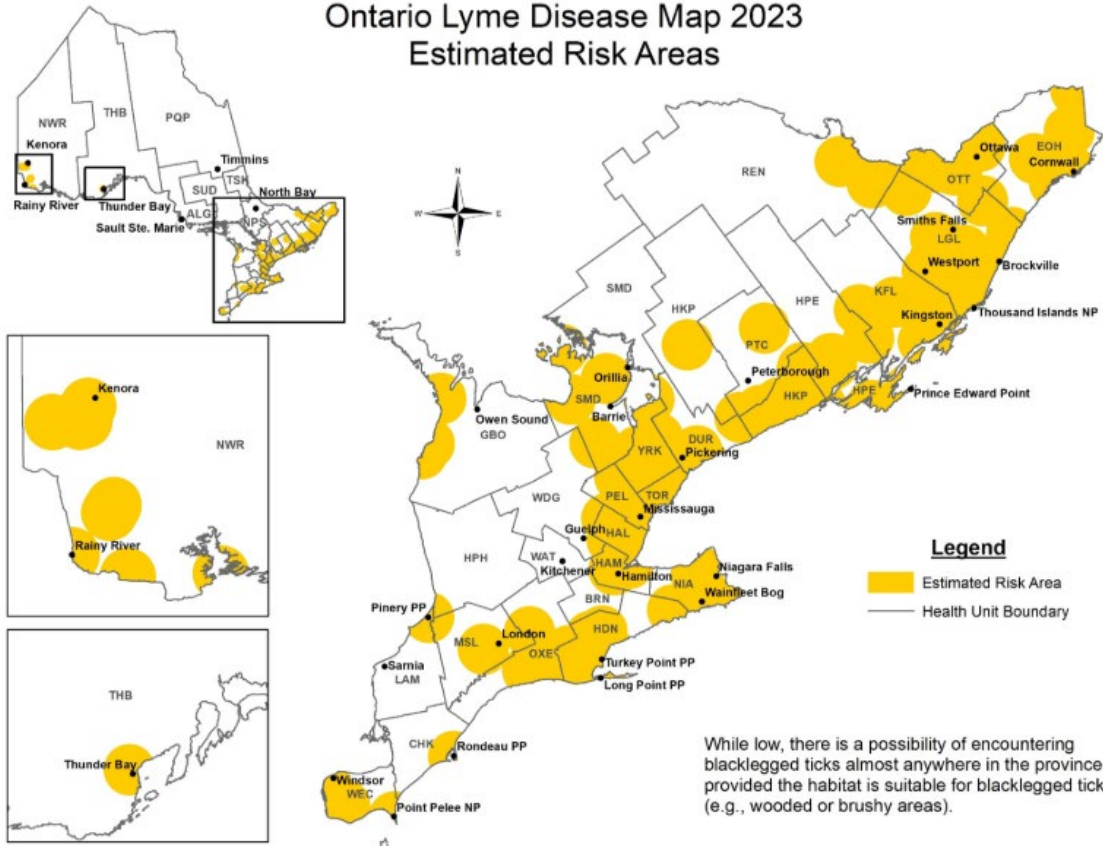 Ontario Lyme Disease Map 2023
Estimated Risk Areas
NWR
THB
PQP
Kenora
Timmins
TSK
SUD
North Bay
Rainy River
Thunder Bay
ALG
NPS
Sault Ste. Marie
N
W
E
S
REN
Ottawa
EOH
Cornwall
OTT
Smiths Falls
LGL
Westport
Brockville
SMD
HKP
HPE
KFL
Kingston
Thousand Islands NP
PTC
Peterborough
HKP
HPE
Prince Edward Point
Orillia
SMD
Barrie
Owen Sound
GBO
YRK
DUR
Pickering
WDG
PEL
TOR
Mississauga
Guelph
HAL
HPH
WAT
Kitchener
HAM
Hamilton
Niagara Falls
NIA
Wainfleet Bog
BRN
Pinery PP
MSL
London
HDN
OXE
Turkey Point PP
Sarnia
LAM
Long Point PP
CHK
Rondeau PP
Windsor
WEC
Point Pelee NP
Kenora
NWR
Rainy River
THB
Thunder Bay
Legend
Estimated Risk Area
Health Unit Boundary
While low, there is a possibility of encountering
blacklegged ticks almost anywhere in the province
provided the habitat is suitable for blacklegged tick
(e.g., wooded or brushy areas).